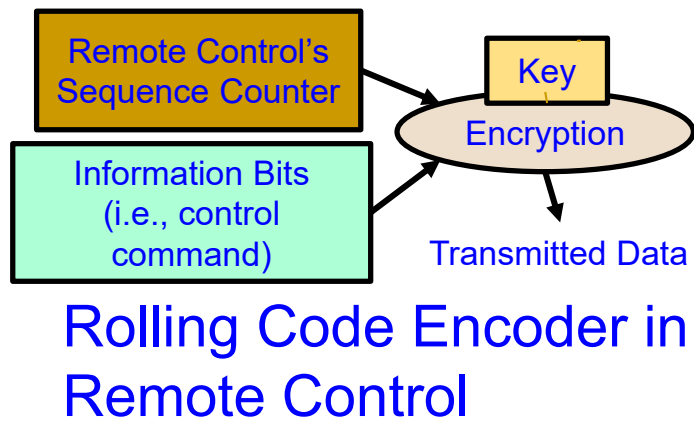 Remote Control’s
Sequence Counter
Key
Encryption
Information Bits
(i.e., control
command)
Transmitted Data
Rolling Code Encoder in
Remote Control